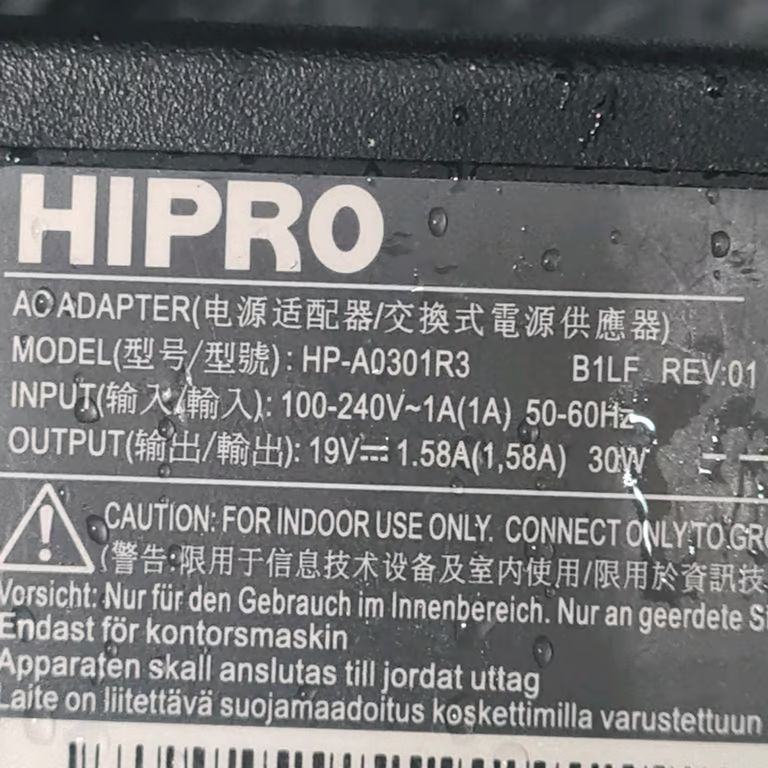 HIPRO
AC ADAPTER(电源适配器/交換式電源供應器)
MODEL(型号/型號): HP-A0301R3 B1LF REV:01
INPUT(输入/輸入): 100-240V~1A(1A) 50-60Hz
OUTPUT(输出/輸出): 19V⎓1.58A(1,58A) 30W
CAUTION: FOR INDOOR USE ONLY. CONNECT ONLY TO GRO
(警告:限用于信息技术设备及室内使用/限用於資訊技
Vorsicht: Nur für den Gebrauch im Innenbereich. Nur an geerdete S
Endast för kontorsmaskin
Apparaten skall anslutas till jordat uttag
Laite on liitettävä suojamaadoitus koskettimilla varustettuun